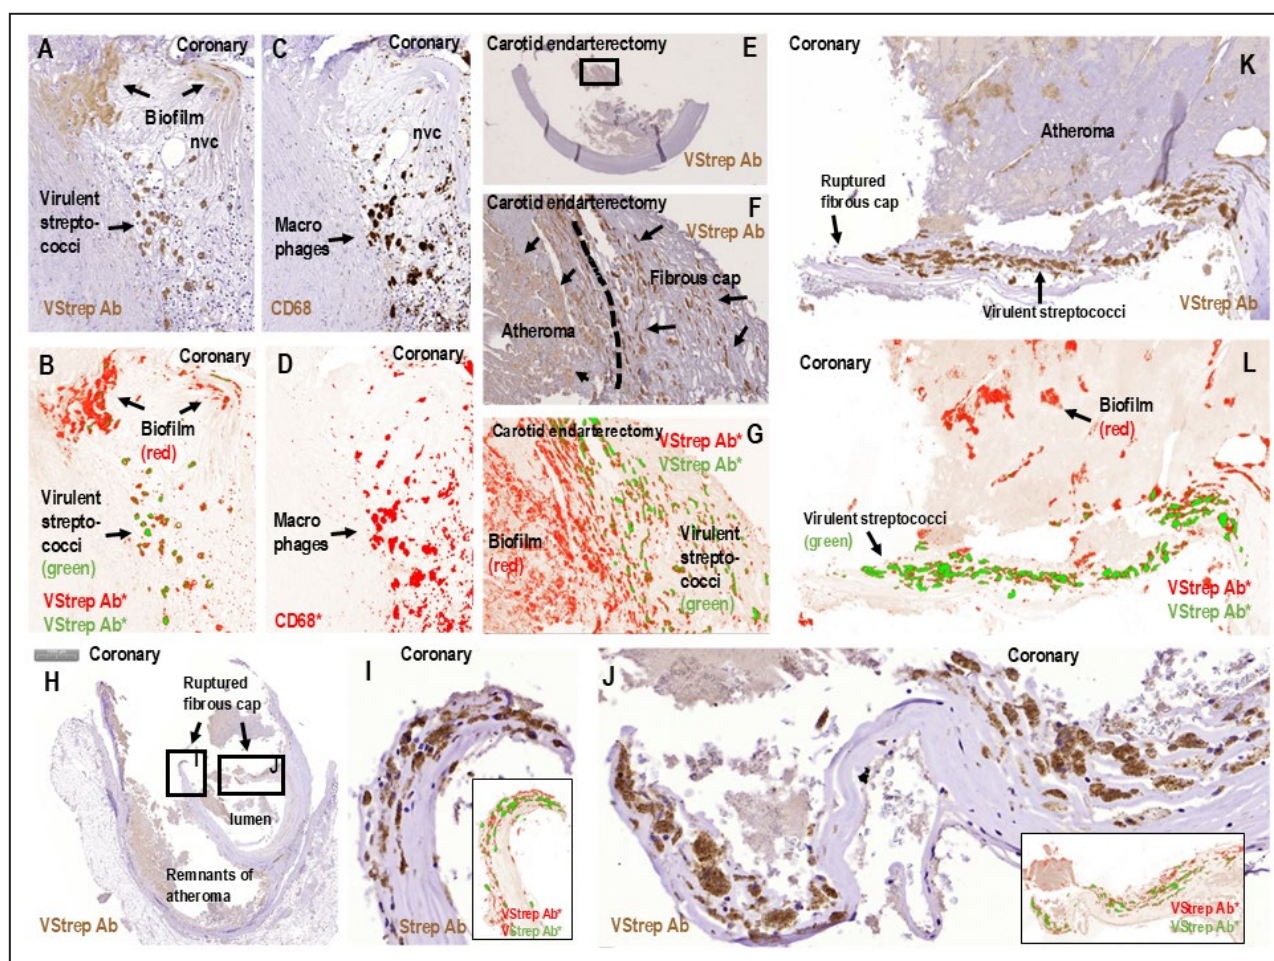 A
Coronary
Biofilm
nvc
Virulent
strepto-
cocci
VStrep Ab
C
Coronary
nvc
Macro
phages
CD68
Carotid endarterectomy
E
VStrep Ab
Carotid endarterectomy
F
VStrep Ab
Fibrous cap
Atheroma
Coronary
K
Atheroma
Ruptured
fibrous cap
Virulent streptococci
VStrep Ab
B
Coronary
Biofilm
(red)
Virulent
strepto-
cocci
(green)
VStrep Ab*
VStrep Ab*
D
Coronary
Macro
phages
CD68*
Carotid endarterectomy
G
VStrep Ab*
VStrep Ab*
Biofilm
(red)
Virulent
strepto-
cocci
(green)
Coronary
L
Biofilm
(red)
Virulent streptococci
(green)
VStrep Ab*
VStrep Ab*
Coronary
H
Ruptured
fibrous cap
I
J
lumen
Remnants of
atheroma
VStrep Ab
I
Coronary
Strep Ab
VStrep Ab*
VStrep Ab*
J
Coronary
VStrep Ab
VStrep Ab*
VStrep Ab*